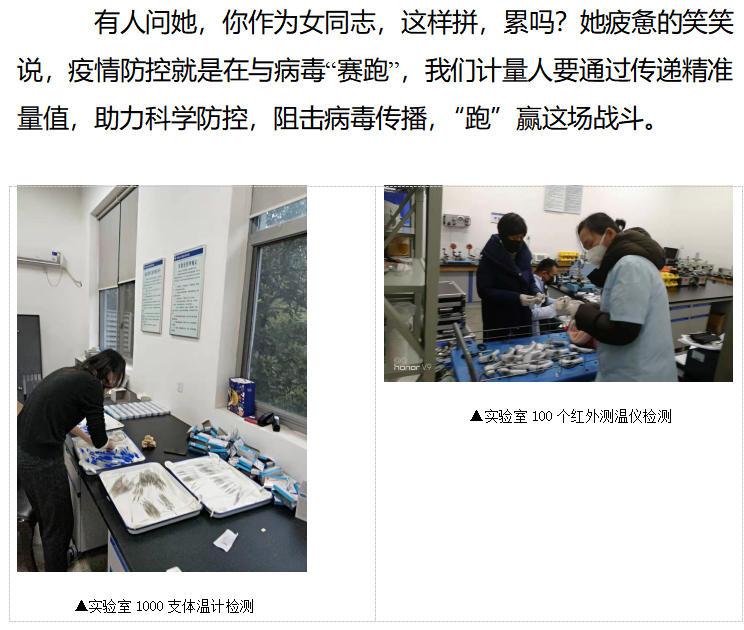 有人问她，你作为女同志，这样拼，累吗？她疲惫的笑笑
说，疫情防控就是在与病毒“赛跑”，我们计量人要通过传递精准
量值，助力科学防控，阻击病毒传播，“跑”赢这场战斗。
honor V9
▲实验室 100 个红外测温仪检测
▲实验室 1000 支体温计检测